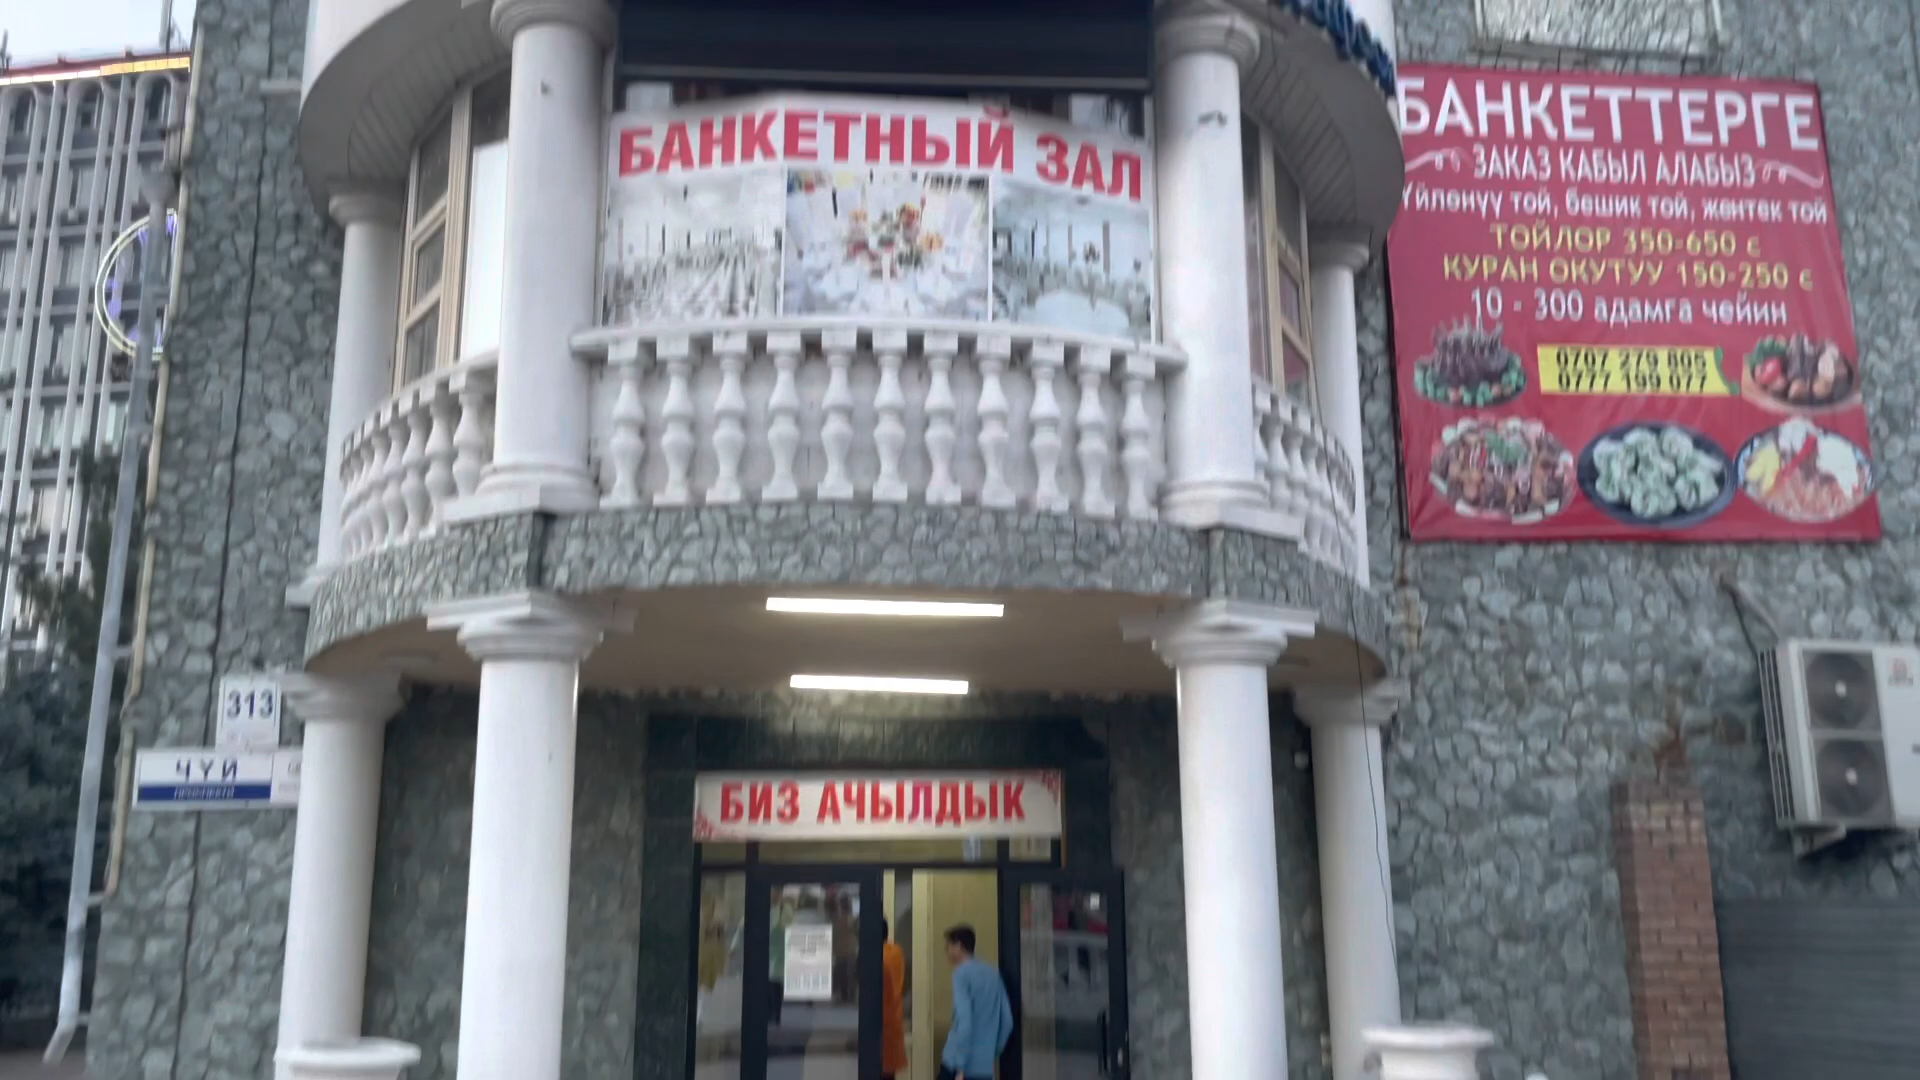 БАНКЕТНЫЙ ЗАЛ
БАНКЕТТЕРГЕ
ЗАКАЗ КАБЫЛ АЛАБЫЗ
Үйлөнүү той, бешик той, жентек той
ТОЙЛОР 350-650 с
КУРАН ОКУТУУ 150-250 с
10 - 300 адамга чейин
0707 279 805
0777 199 077
313
ЧҮЙ
БИЗ АЧЫЛДЫК